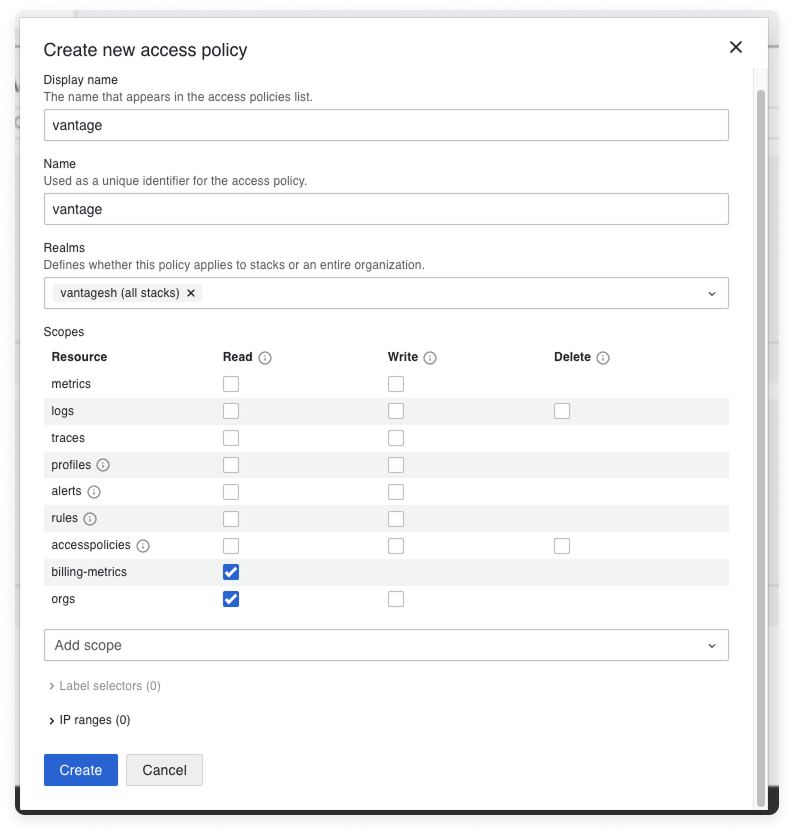 Create new access policy
Display name
The name that appears in the access policies list.
vantage
Name
Used as a unique identifier for the access policy.
vantage
Realms
Defines whether this policy applies to stacks or an entire organization.
vantagesh (all stacks)
Scopes
Resource Read Write Delete
metrics
logs
traces
profiles
alerts
rules
accesspolicies
billing-metrics
orgs
Add scope
Label selectors (0)
IP ranges (0)
Create Cancel